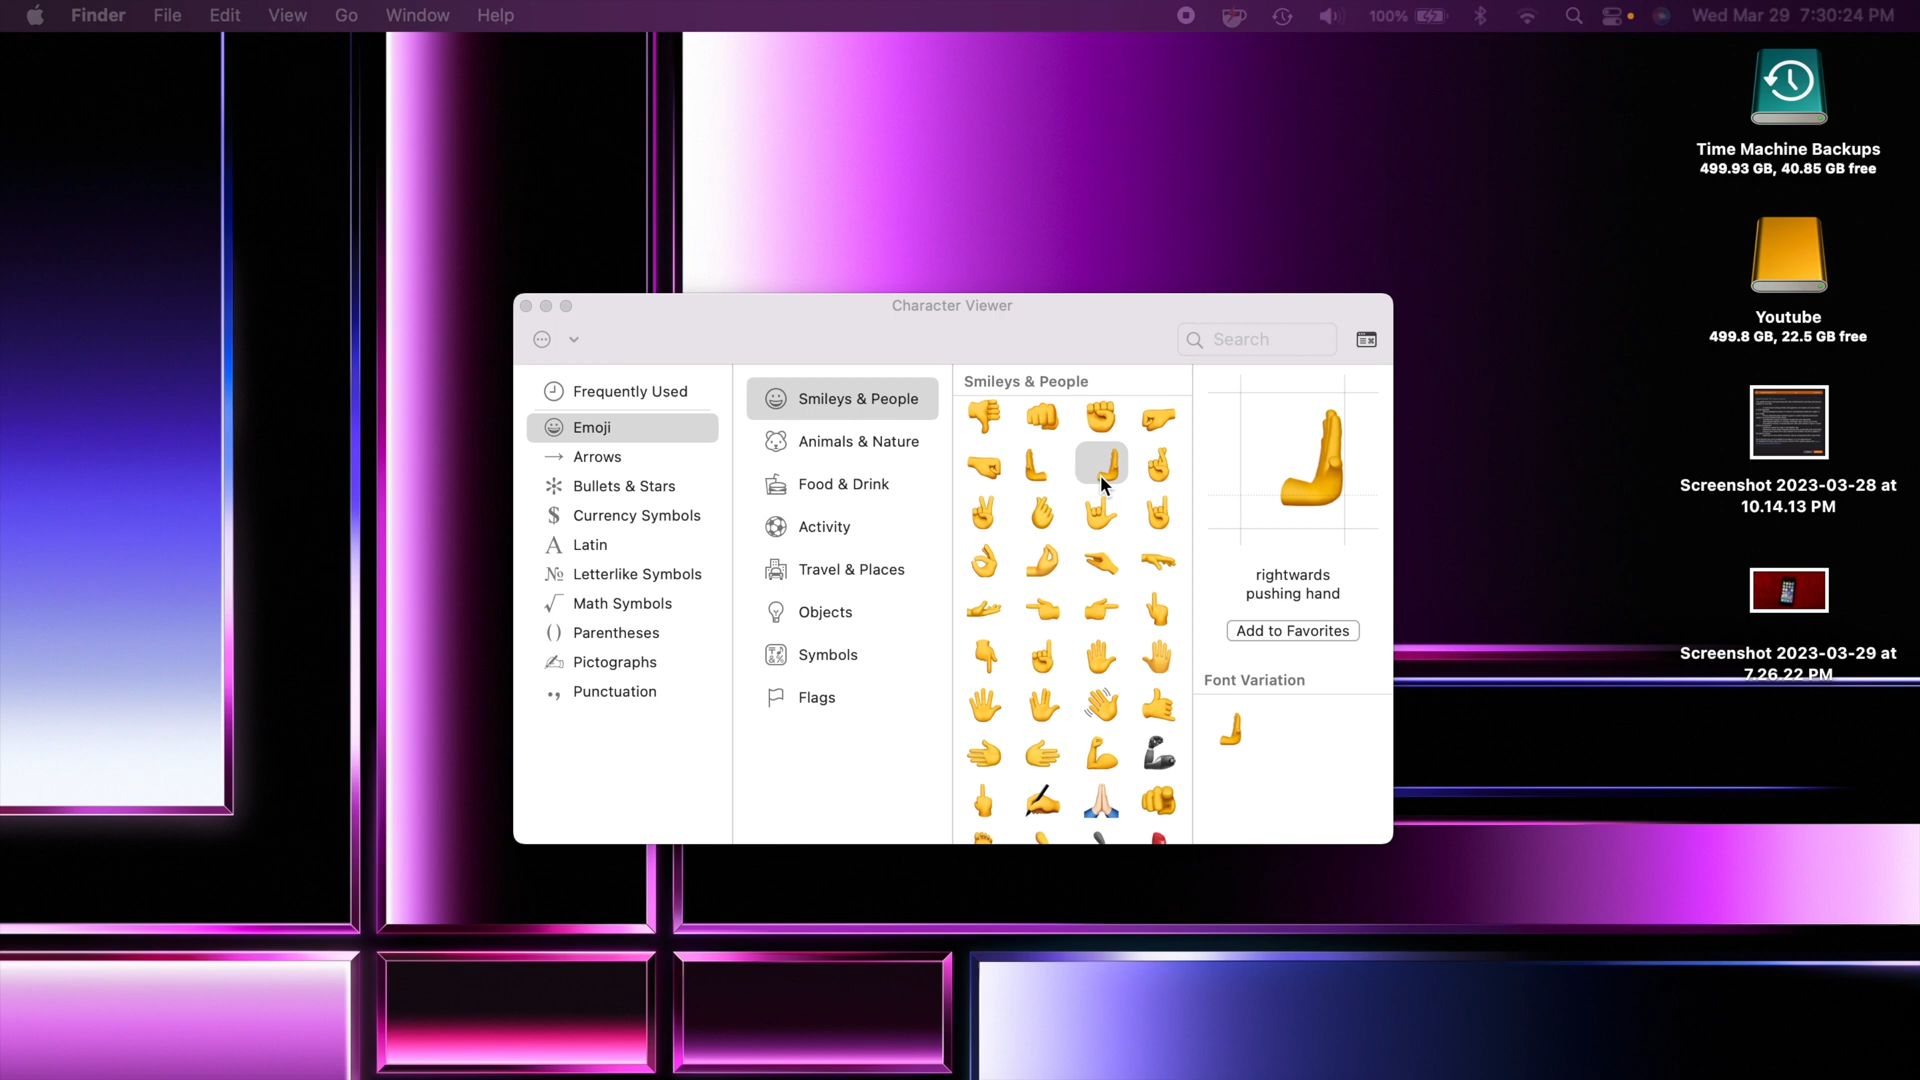 Finder File Edit View Go Window Help
100%
Wed Mar 29 7:30:24 PM
Time Machine Backups
499.93 GB, 40.85 GB free
Youtube
499.8 GB, 22.5 GB free
Screenshot 2023-03-28 at
10.14.13 PM
Screenshot 2023-03-29 at
7.26.22 PM
Character Viewer
Search
Frequently Used
Emoji
Arrows
Bullets & Stars
$ Currency Symbols
A Latin
№ Letterlike Symbols
√ Math Symbols
() Parentheses
Pictographs
., Punctuation
Smileys & People
Animals & Nature
Food & Drink
Activity
Travel & Places
Objects
Symbols
Flags
Smileys & People
rightwards
pushing hand
Add to Favorites
Font Variation